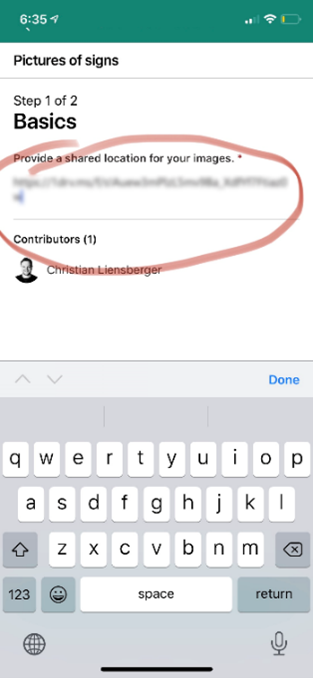 6:35
Pictures of signs
Step 1 of 2
Basics
Provide a shared location for your images. *
Contributors (1)
Christian Liensberger
Done
q w e r t y u i o p
a s d f g h j k l
z x c v b n m
123 space return